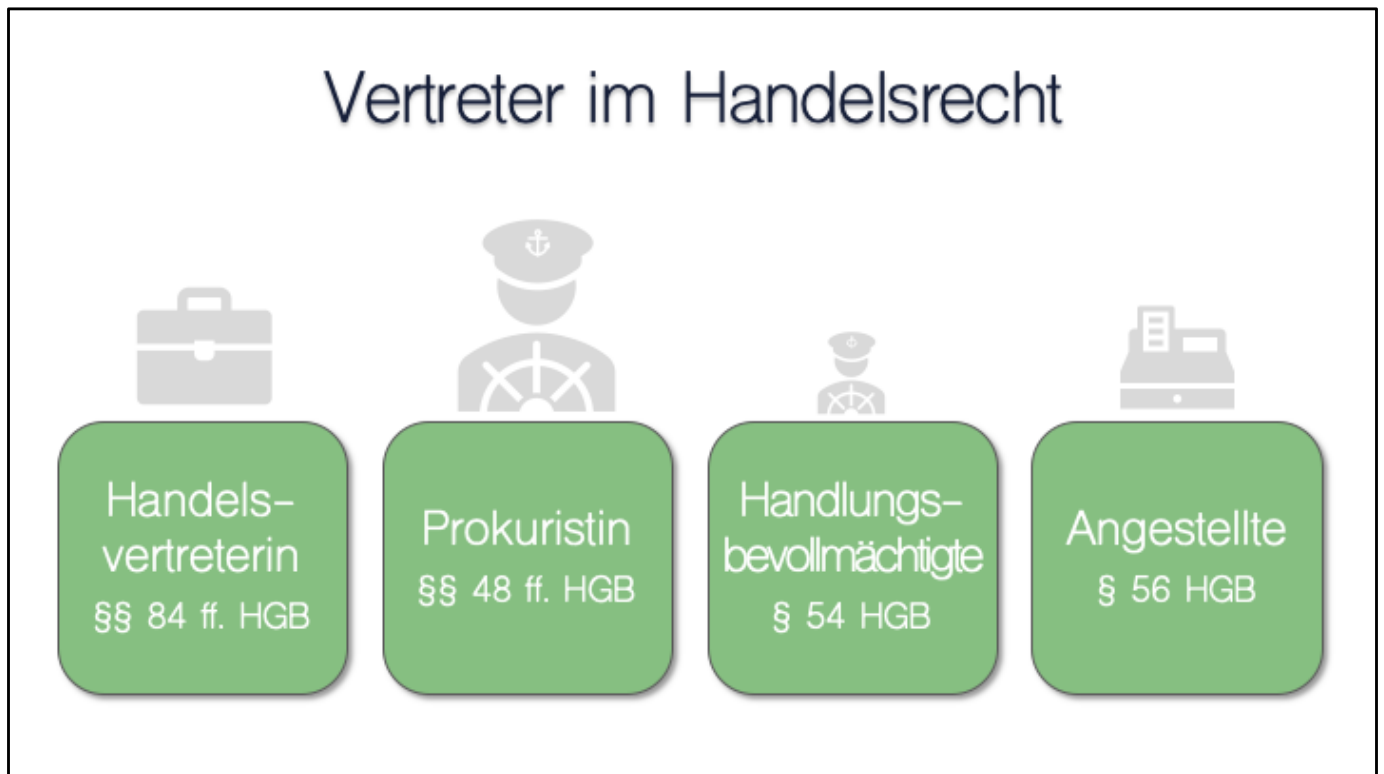 Vertreter im Handelsrecht
Handels-
vertreterin
§§ 84 ff. HGB
Prokuristin
§§ 48 ff. HGB
Handlungs-
bevollmächtigte
§ 54 HGB
Angestellte
§ 56 HGB